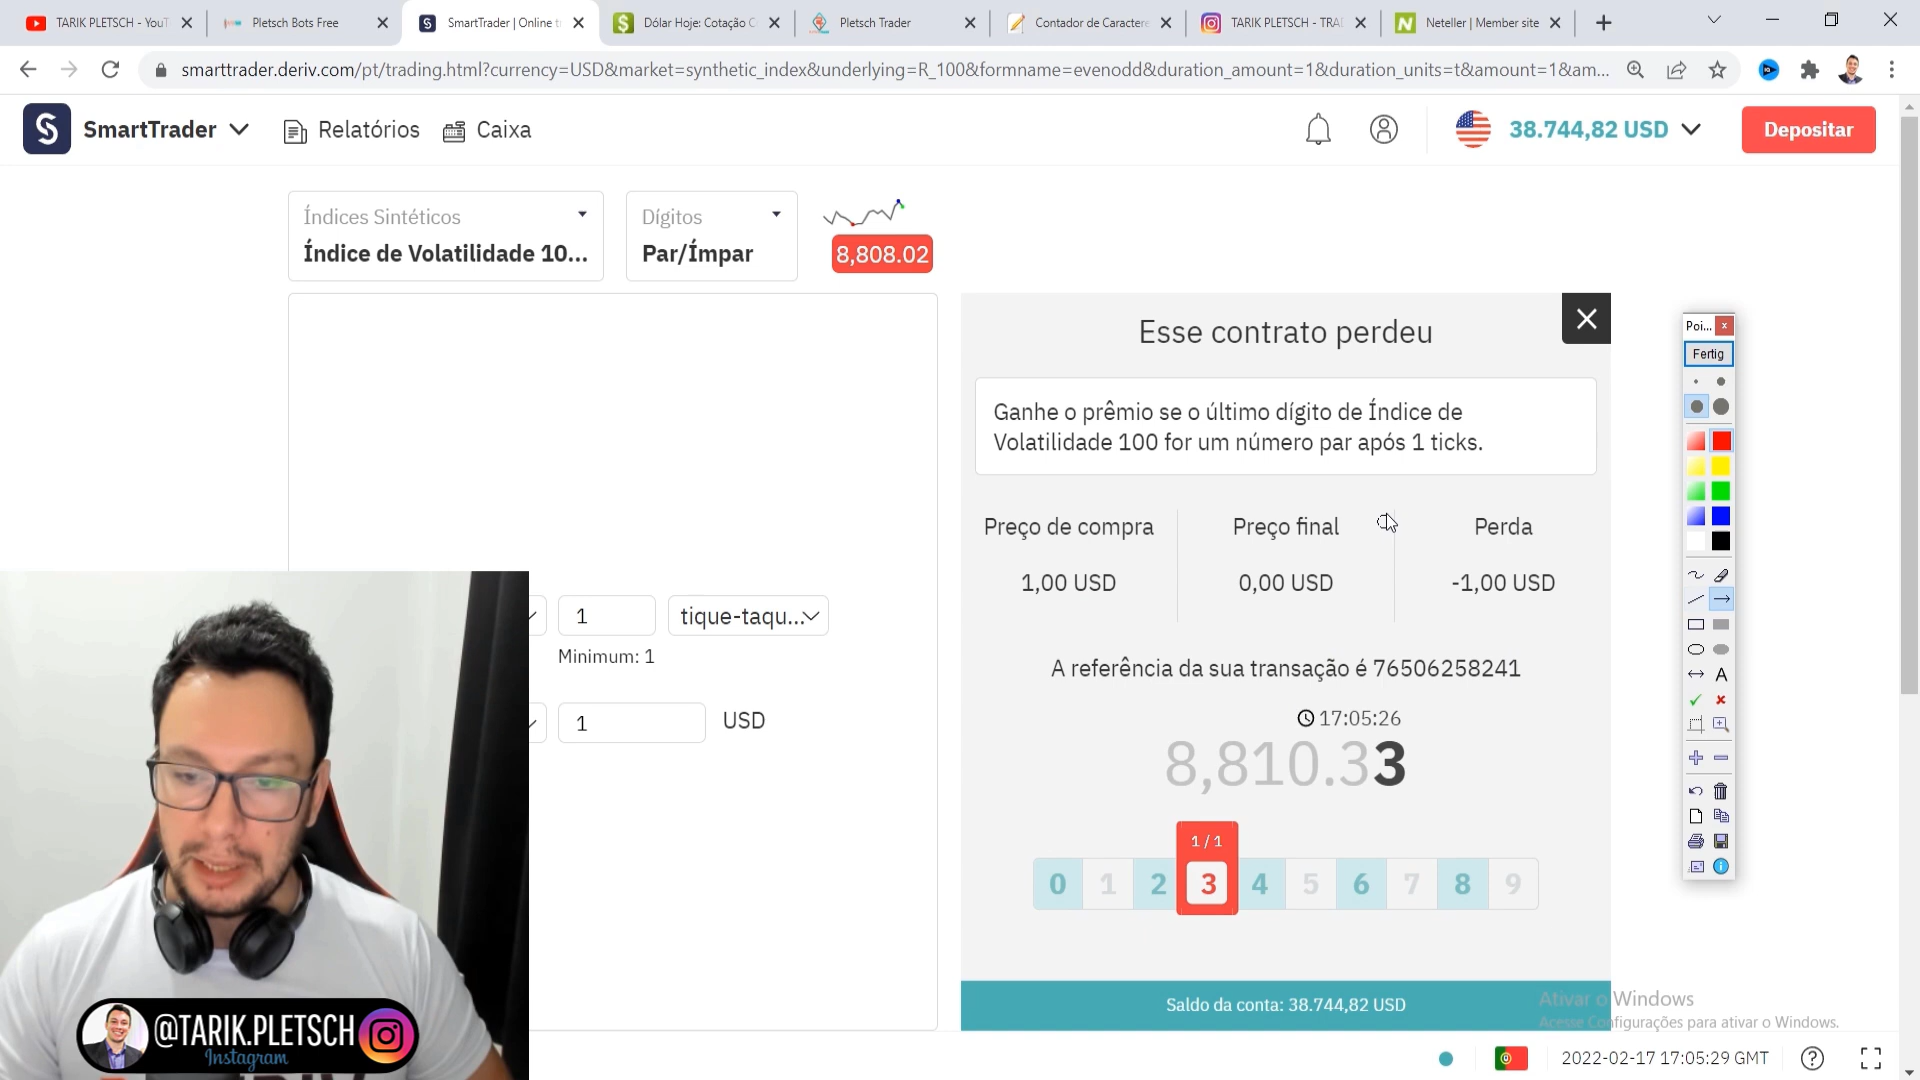 TARIK PLETSCH - YouT
Pletsch Bots Free
SmartTrader | Online t
Dólar Hoje: Cotação
Pletsch Trader
Contador de Caractere
TARIK PLETSCH - TRA
Neteller | Member site
smarttrader.deriv.com/pt/trading.html?currency=USD&market=synthetic_index&underlying=R_100&formname=evenodd&duration_amount=1&duration_units=t&amount=1&am...
SmartTrader
Relatórios
Caixa
38.744,82 USD
Depositar
Índices Sintéticos
Índice de Volatilidade 10...
Dígitos
Par/Ímpar
8,808.02
Esse contrato perdeu
Ganhe o prêmio se o último dígito de Índice de
Volatilidade 100 for um número par após 1 ticks.
Preço de compra
Preço final
Perda
1,00 USD
0,00 USD
-1,00 USD
A referência da sua transação é 76506258241
17:05:26
8,810.33
1 / 1
0 1 2 3 4 5 6 7 8 9
Saldo da conta: 38.744,82 USD
1
tique-taqu...
Minimum: 1
1
USD
Poi...
Fertig
A
@TARIK.PLETSCH
Instagram
Ativar o Windows
Acesse Configurações para ativar o Windows.
2022-02-17 17:05:29 GMT